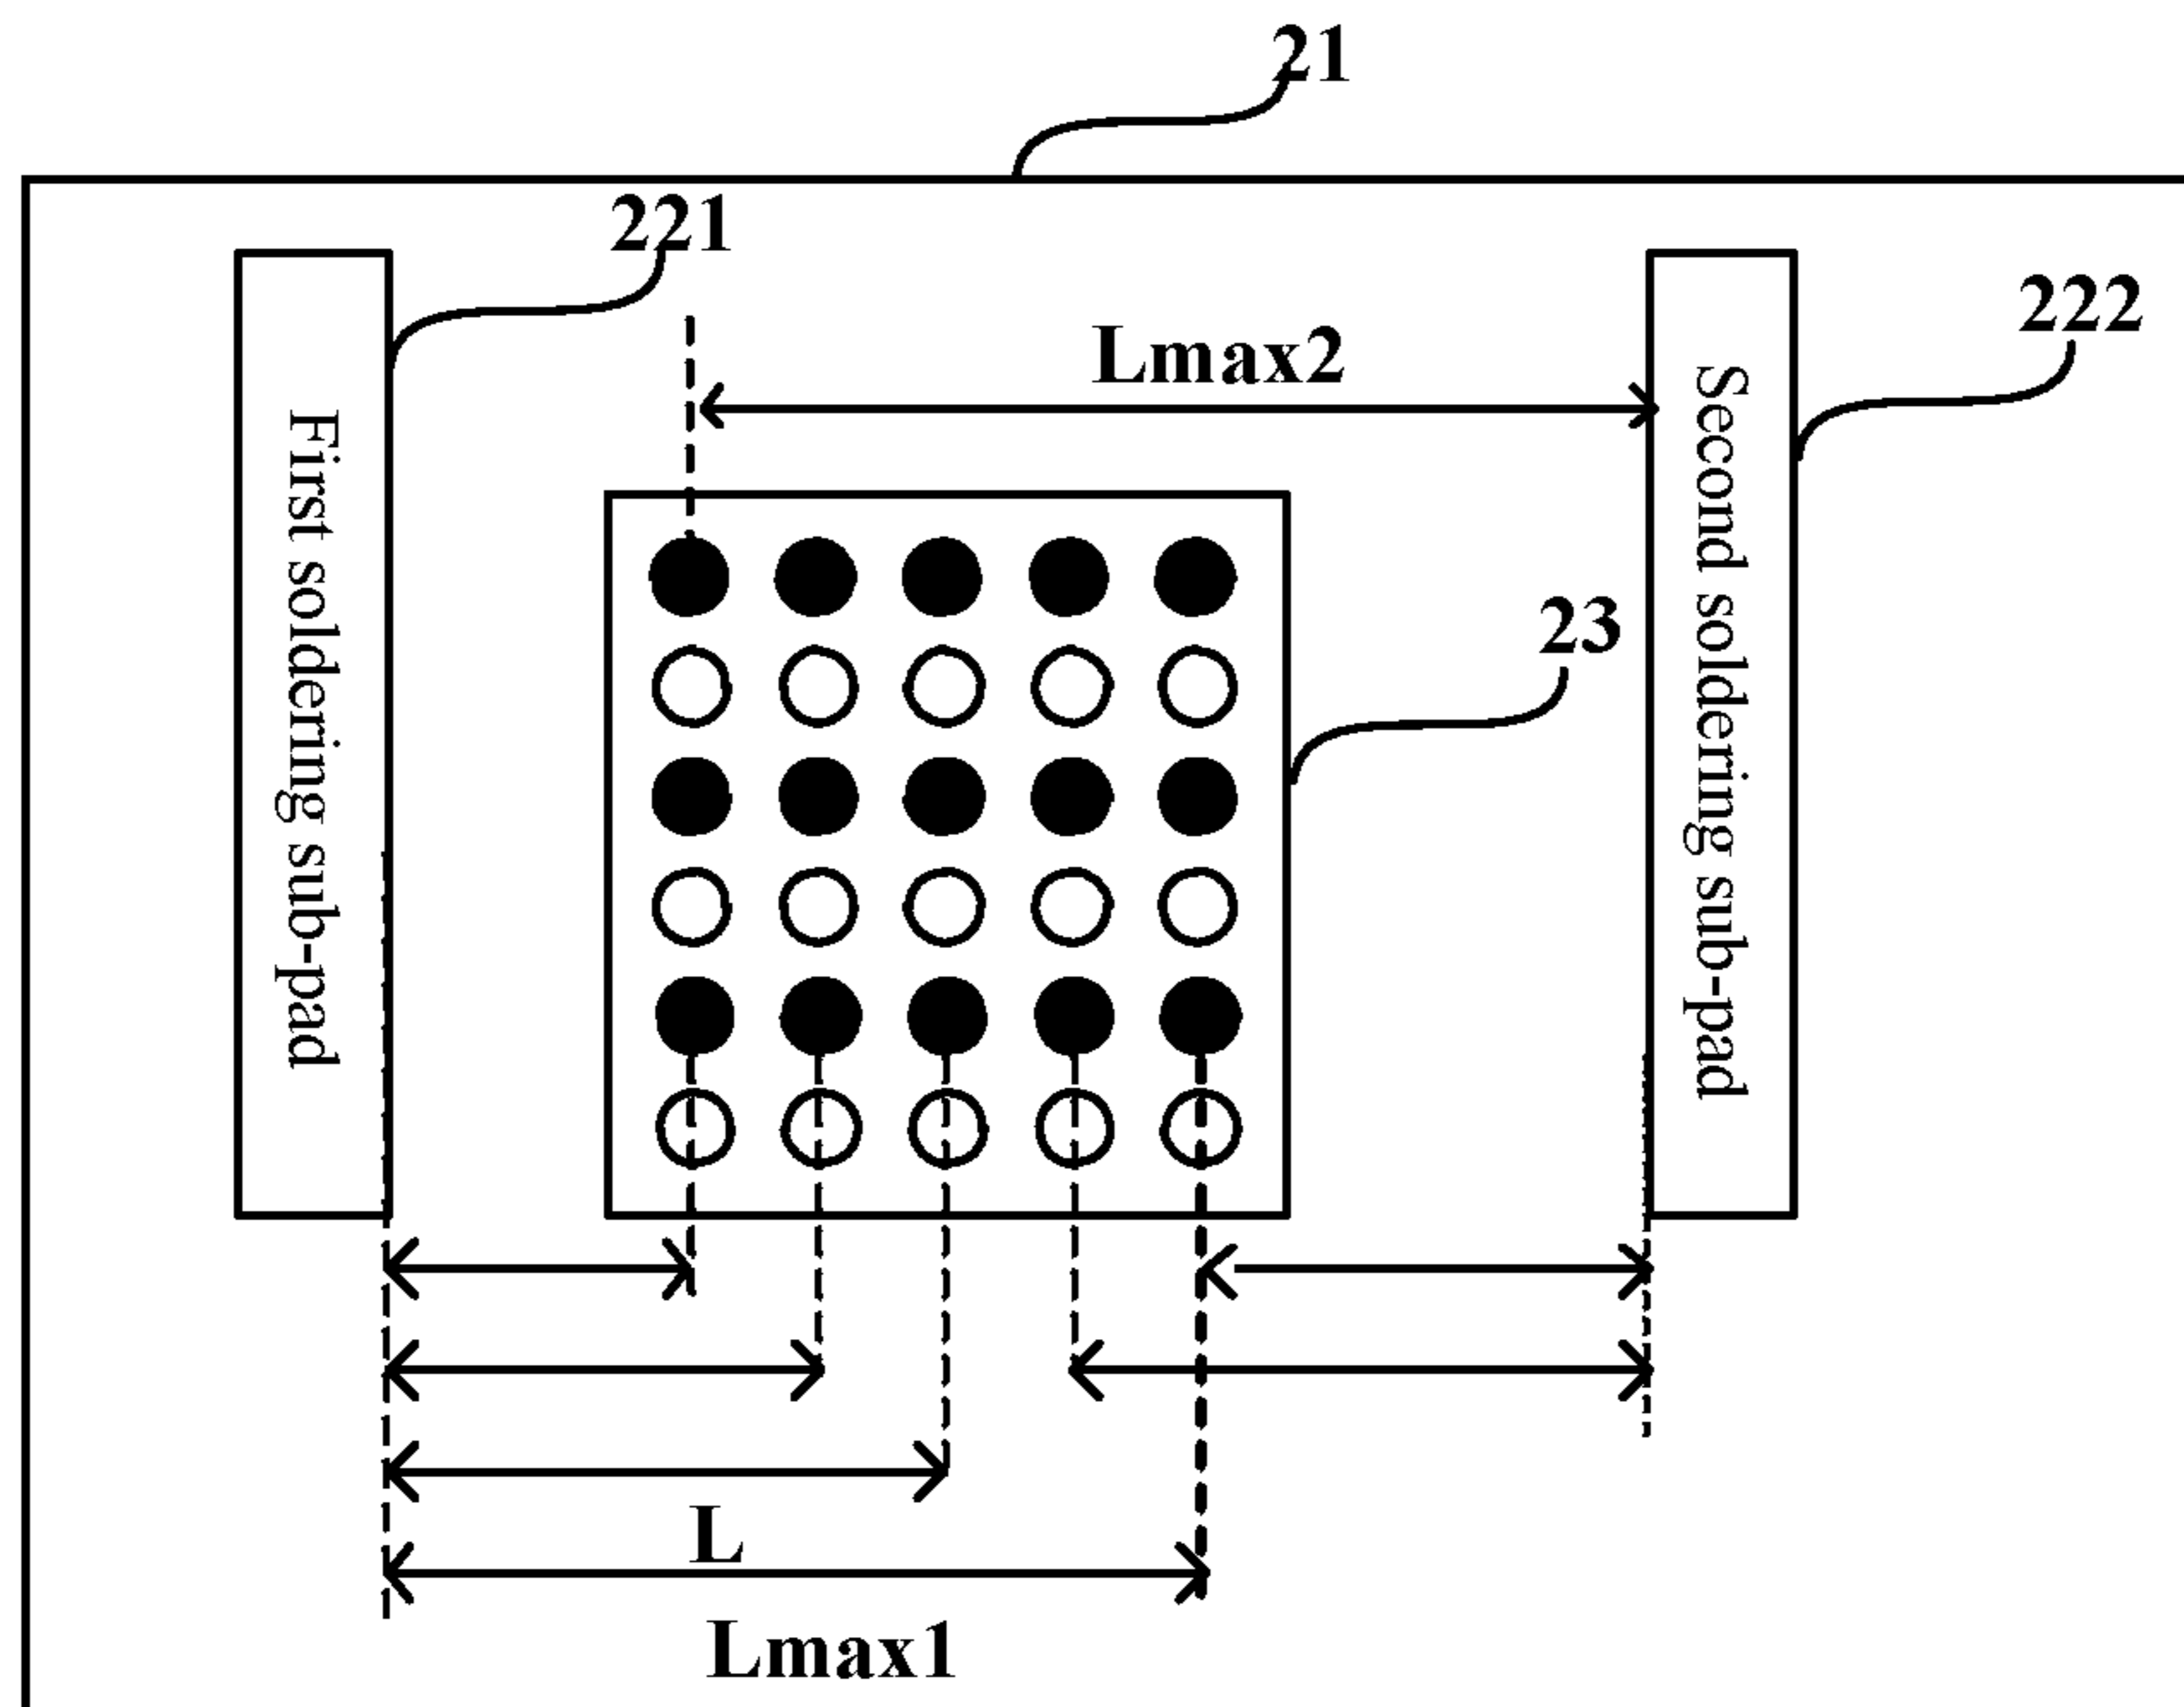 21
221
222
Lmax2
First soldering sub-pad
Second soldering sub-pad
23
L
Lmax1